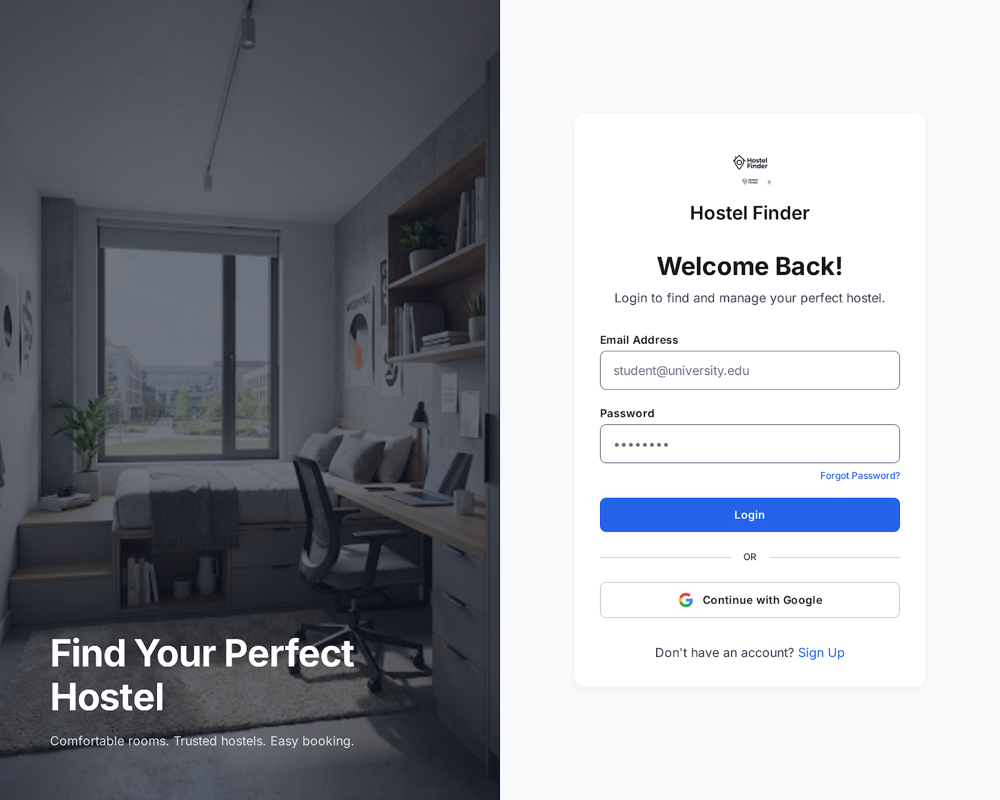 Find Your Perfect
Hostel
Comfortable rooms. Trusted hostels. Easy booking.
Hostel
Finder
Hostel
Finder
Hostel Finder
Welcome Back!
Login to find and manage your perfect hostel.
Email Address
student@university.edu
Password
••••••••
Forgot Password?
Login
OR
Continue with Google
Don't have an account? Sign Up